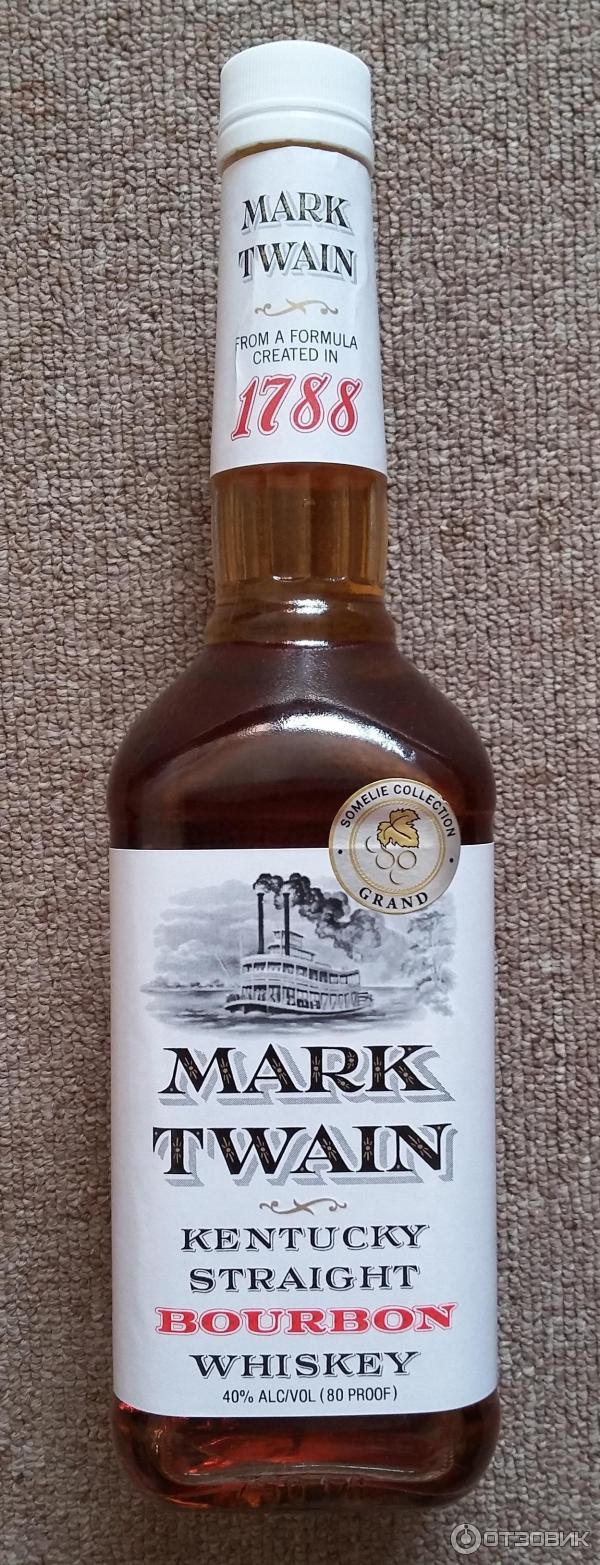 MARK
TWAIN
FROM A FORMULA
CREATED IN
1788
SOMELIE COLLECTION
GRAND
MARK
TWAIN
KENTUCKY
STRAIGHT
BOURBON
WHISKEY
40% ALC/VOL (80 PROOF)
ОТЗОВИК